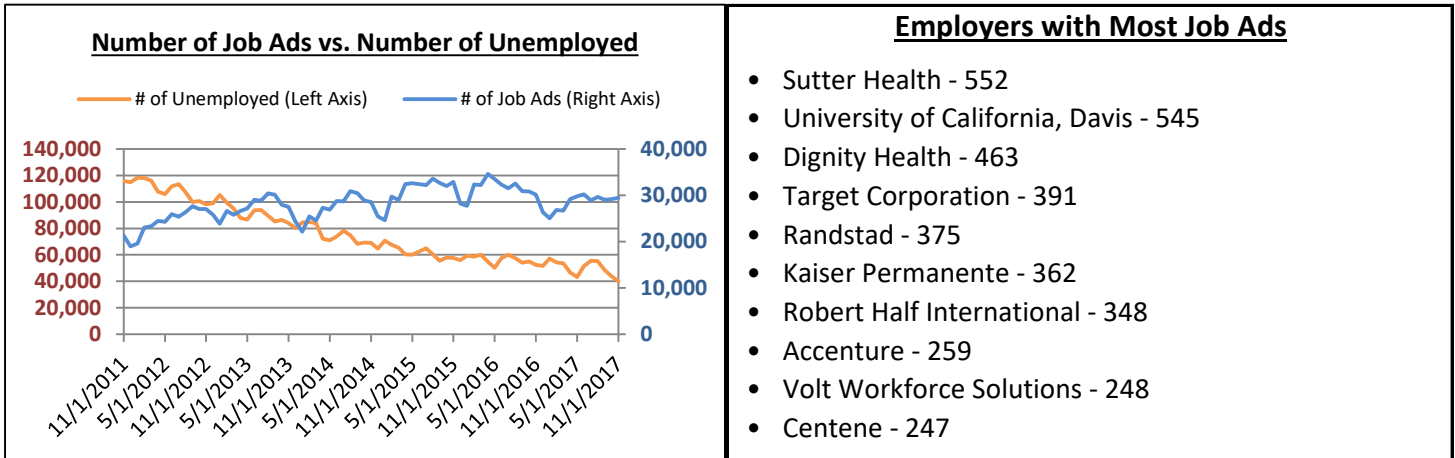 Number of Job Ads vs. Number of Unemployed
# of Unemployed (Left Axis) # of Job Ads (Right Axis)
140,000 40,000
120,000
100,000 30,000
80,000
20,000
60,000
40,000 10,000
20,000
0 0
11/1/2011 5/1/2012 11/1/2012 5/1/2013 11/1/2013 5/1/2014 11/1/2014 5/1/2015 11/1/2015 5/1/2016 11/1/2016 5/1/2017 11/1/2017
Employers with Most Job Ads
• Sutter Health - 552
• University of California, Davis - 545
• Dignity Health - 463
• Target Corporation - 391
• Randstad - 375
• Kaiser Permanente - 362
• Robert Half International - 348
• Accenture - 259
• Volt Workforce Solutions - 248
• Centene - 247